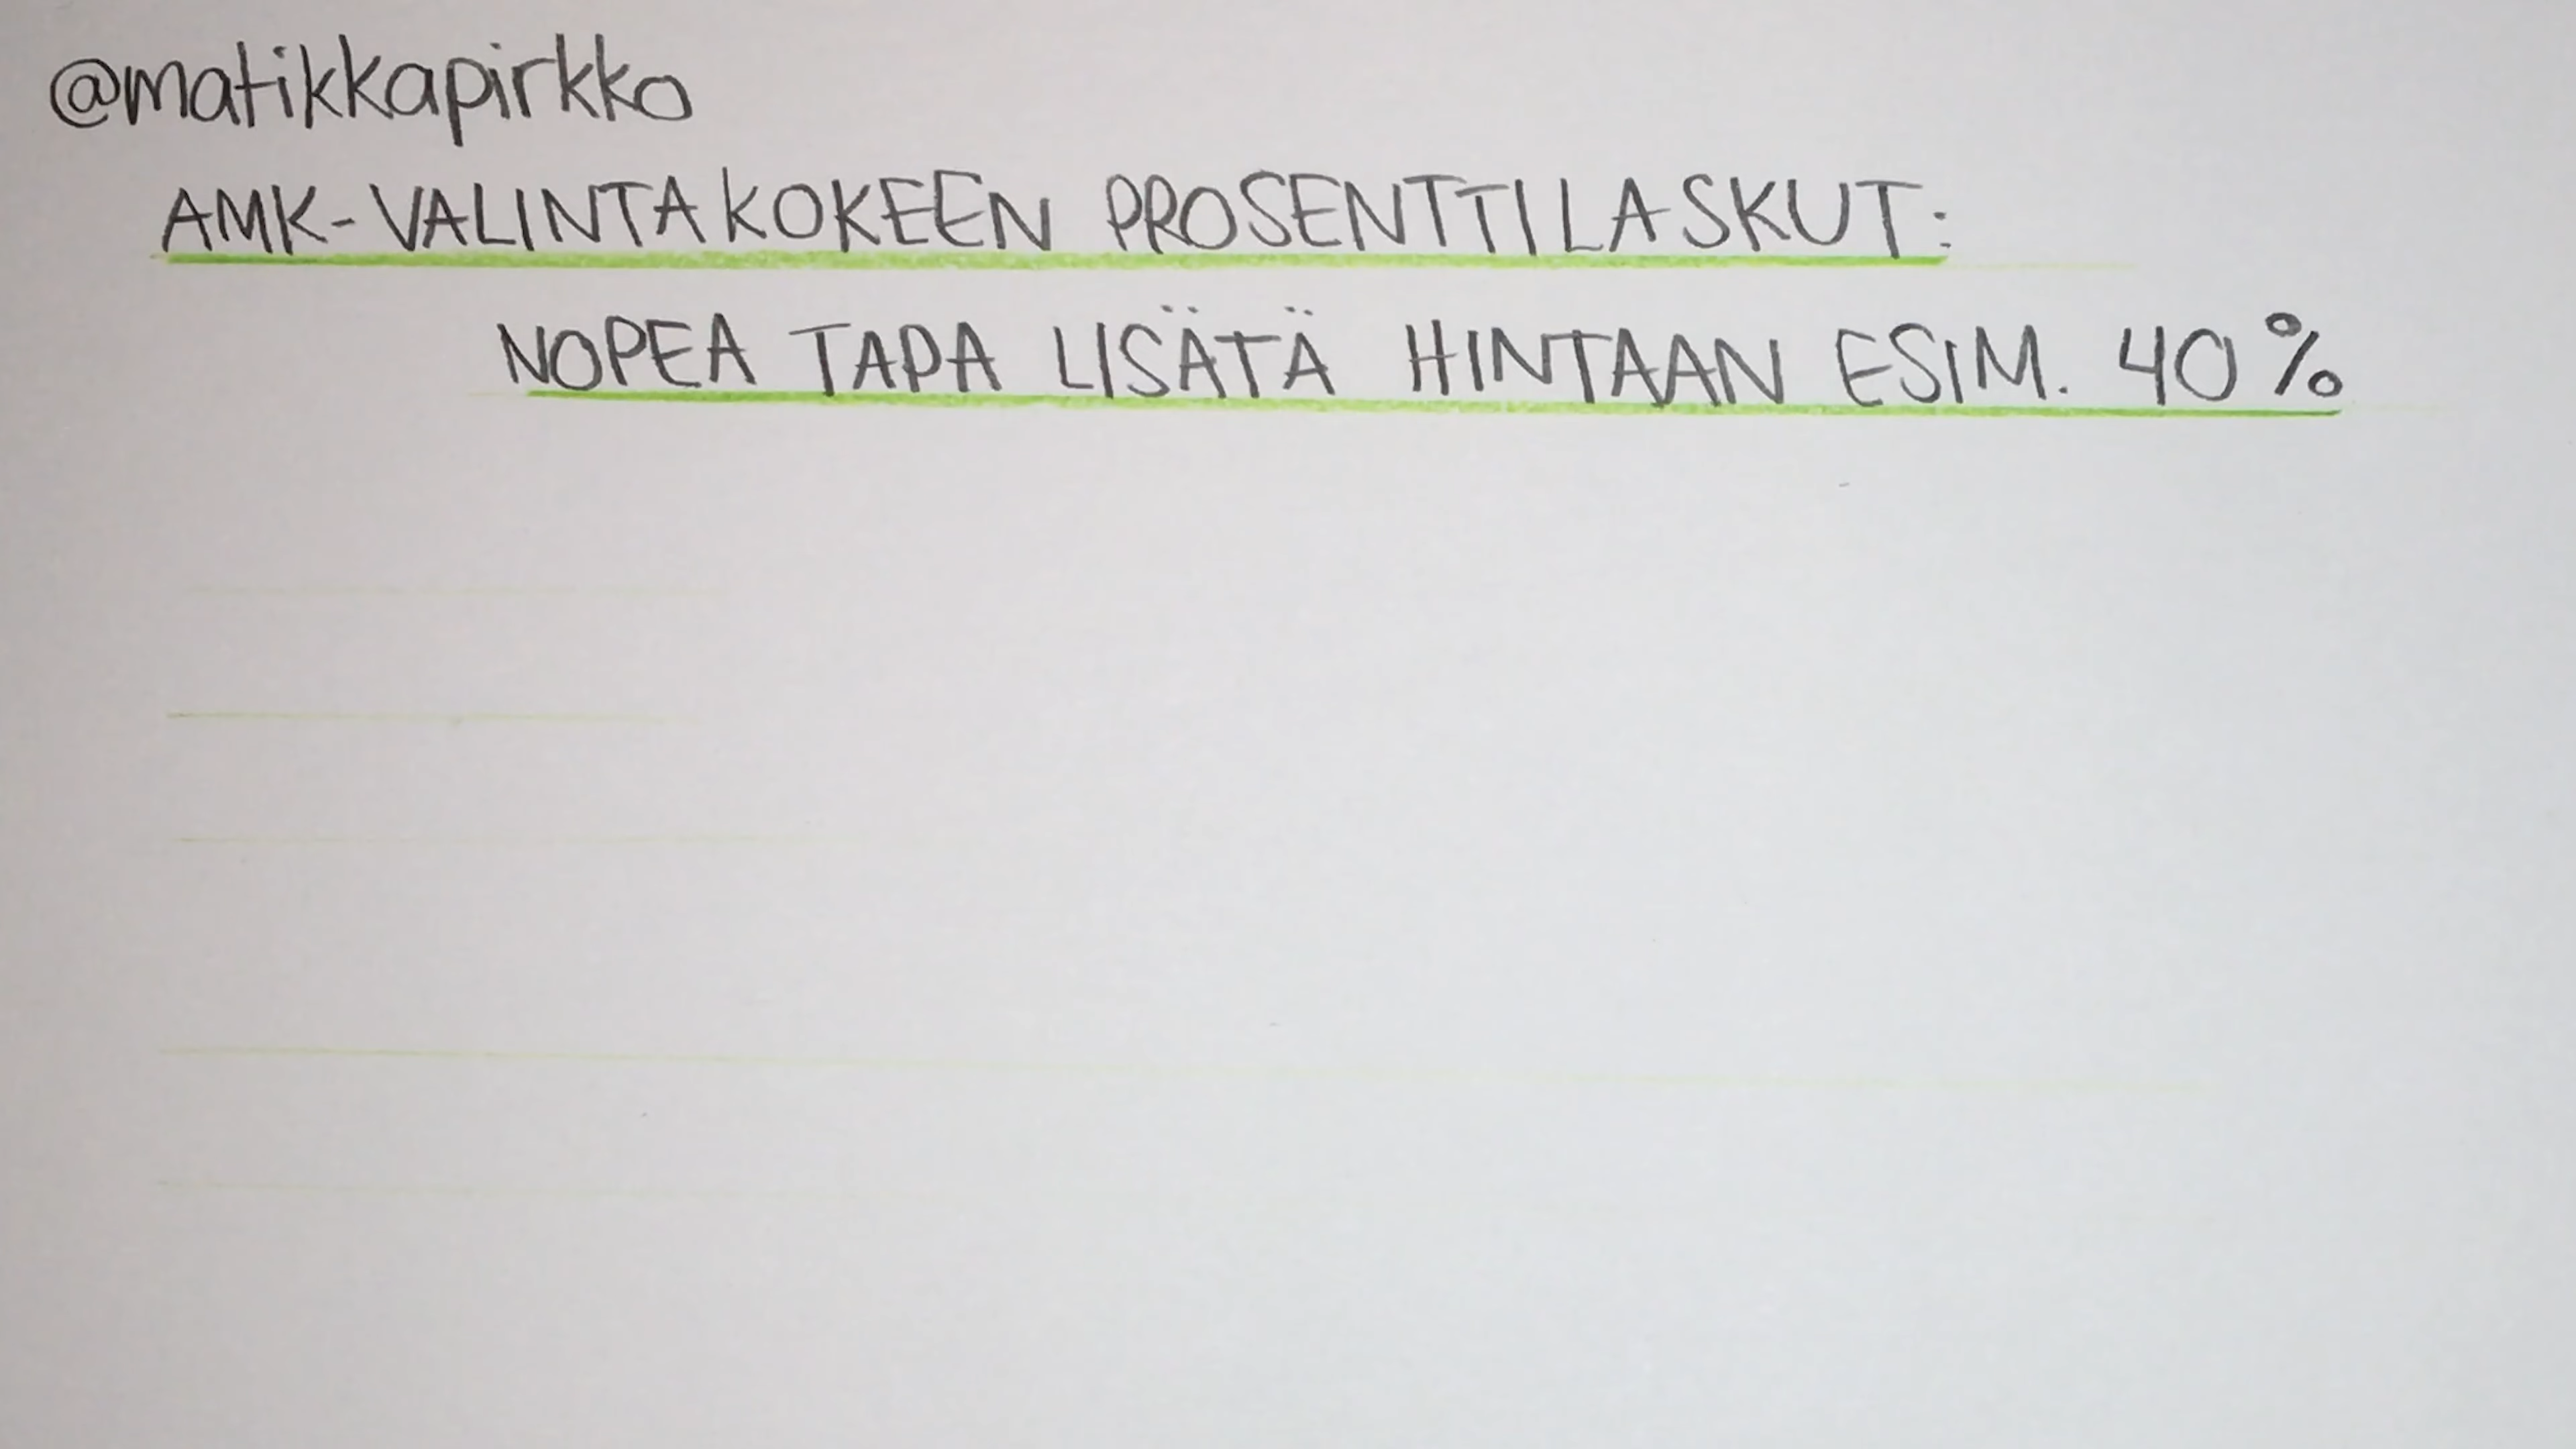 @matikkapirkko
AMK-VALINTAKOKEEN PROSENTTILASKUT:
NOPEA TAPA LISÄTÄ HINTAAN ESIM. 40%